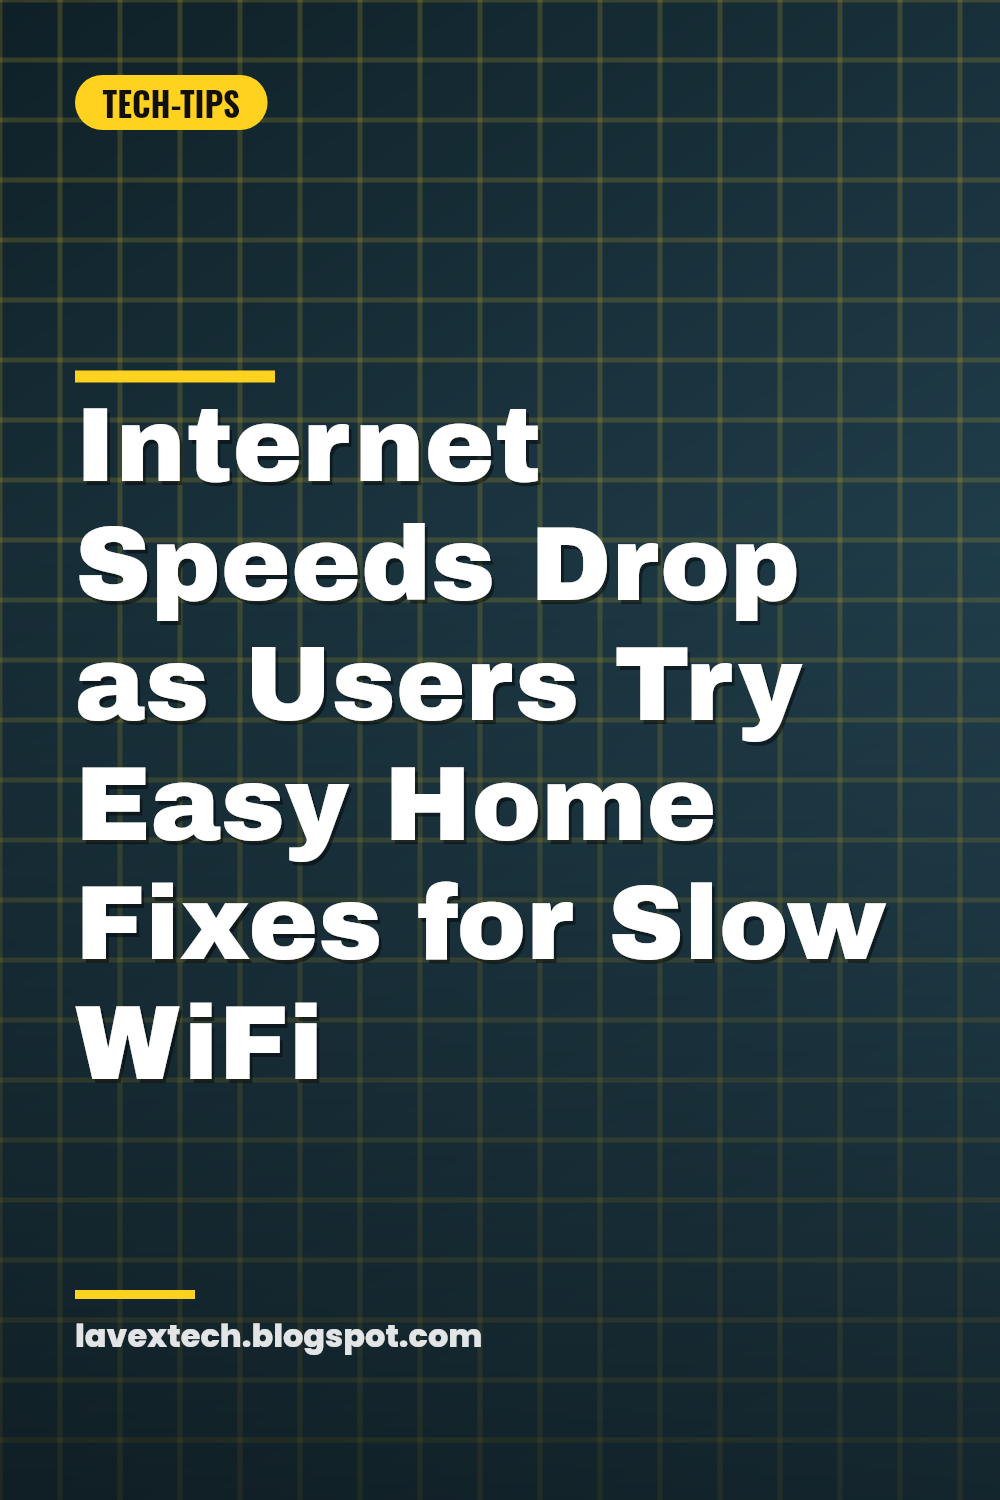 TECH-TIPS
Internet
Speeds Drop
as Users Try
Easy Home
Fixes for Slow
WiFi
lavextech.blogspot.com